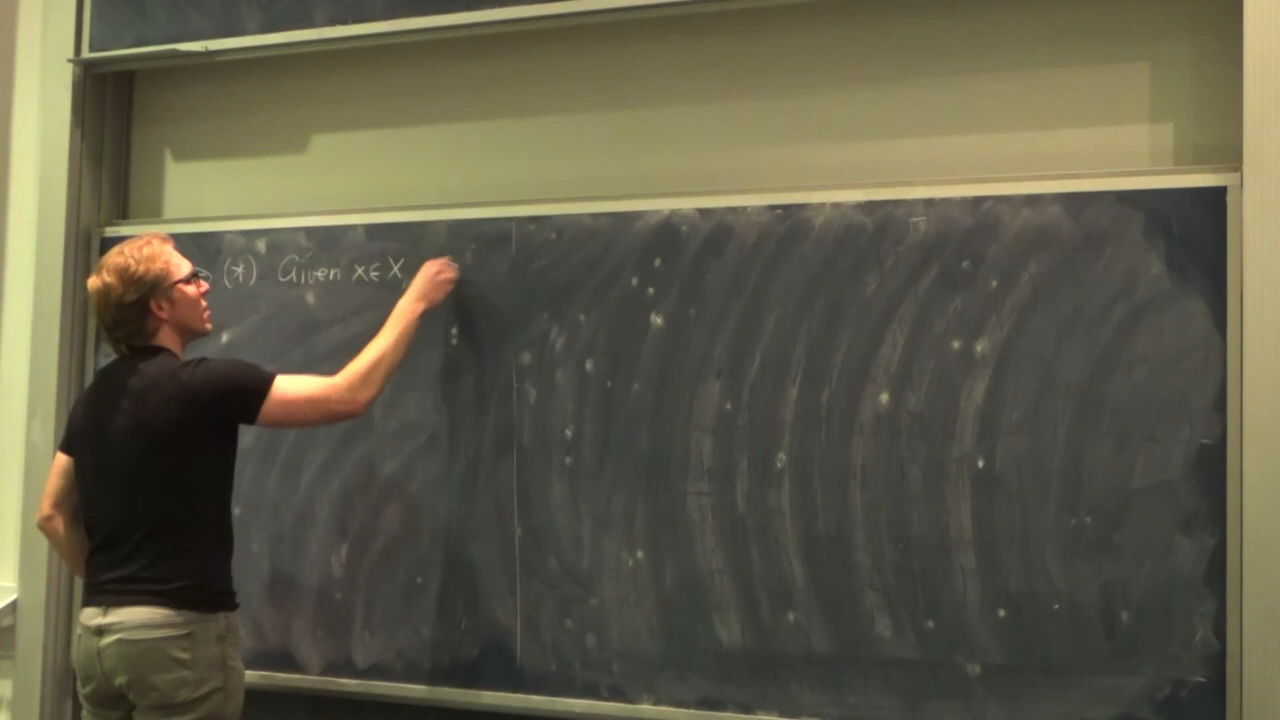 (*) Given x∈X,